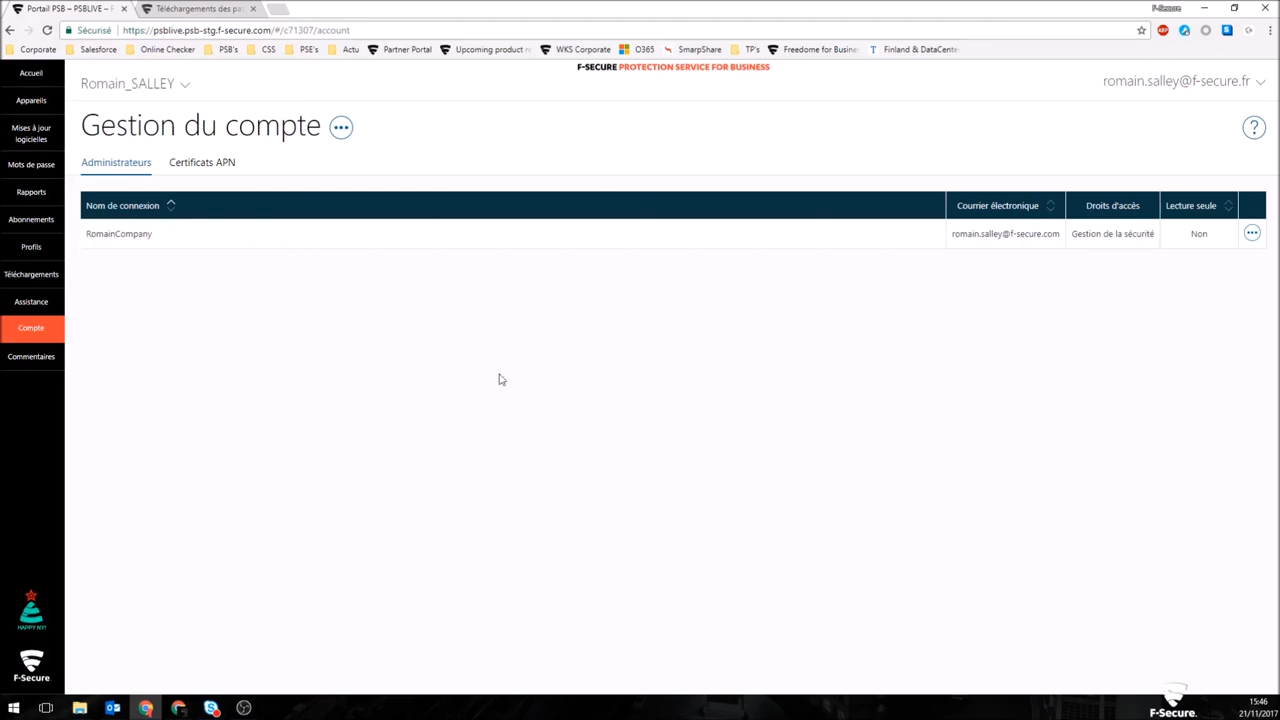 Portail PSB – PSBLIVE – F
Téléchargements des pat
F-Secure
Sécurisé
https://psblive.psb-stg.f-secure.com/#/c71307/account
Corporate
Salesforce
Online Checker
PSB's
CSS
PSE's
Actu
Partner Portal
Upcoming product re
WKS Corporate
O365
SmarpShare
TP's
Freedome for Busine
Finland & DataCente
F-SECURE PROTECTION SERVICE FOR BUSINESS
Accueil
Appareils
Mises à jour
logicielles
Mots de passe
Rapports
Abonnements
Profils
Téléchargements
Assistance
Compte
Commentaires
HAPPY NY!
F-Secure.
Romain_SALLEY
romain.salley@f-secure.fr
Gestion du compte
?
Administrateurs
Certificats APN
Nom de connexion
Courrier électronique
Droits d'accès
Lecture seule
RomainCompany
romain.salley@f-secure.com
Gestion de la sécurité
Non
F-Secure.
15:46
21/11/2017